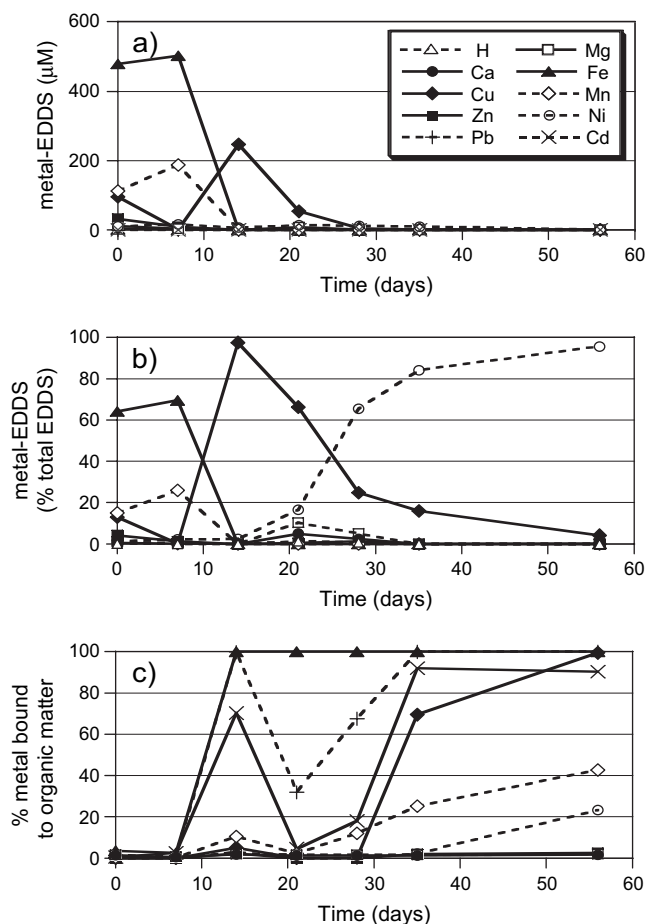 a)
600
400
200
0
metal-EDDS (μM)
H
Mg
Ca
Fe
Cu
Mn
Zn
Ni
Pb
Cd
0 10 20 30 40 50 60
Time (days)
b)
100
80
60
40
20
0
metal-EDDS
(% total EDDS)
0 10 20 30 40 50 60
Time (days)
c)
100
80
60
40
20
0
% metal bound
to organic matter
0 10 20 30 40 50 60
Time (days)